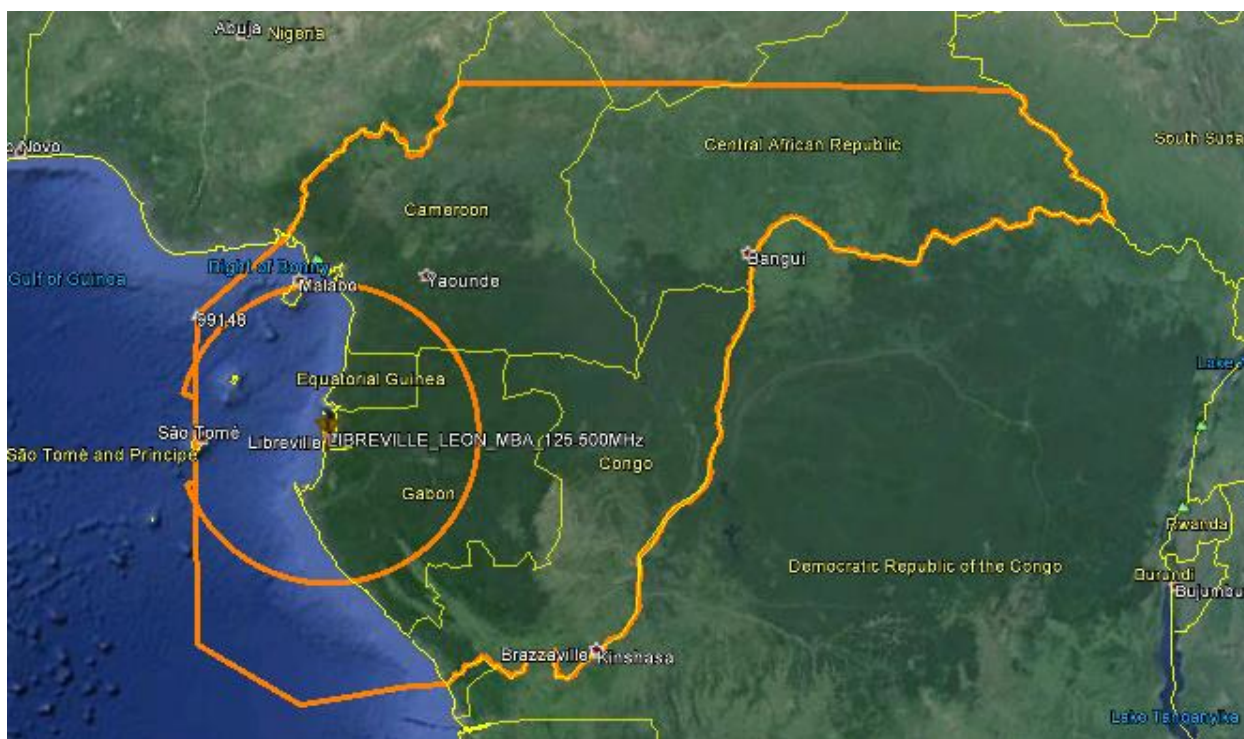 Abuja
Nigeria
o Novo
Central African Republic
South Suda
Cameroon
Gulf of Guinea
Bight of Bonny
Malabo
Yaounde
Bangui
99148
Lake
Equatorial Guinea
São Tomé
Libreville
LIBREVILLE_LEON_MBA_125.500MHz
São Tomé and Príncipe
Congo
Gabon
Rwanda
Democratic Republic of the Congo
Burundi
Bujumbu
Brazzaville
Kinshasa
Lake Tanganyika